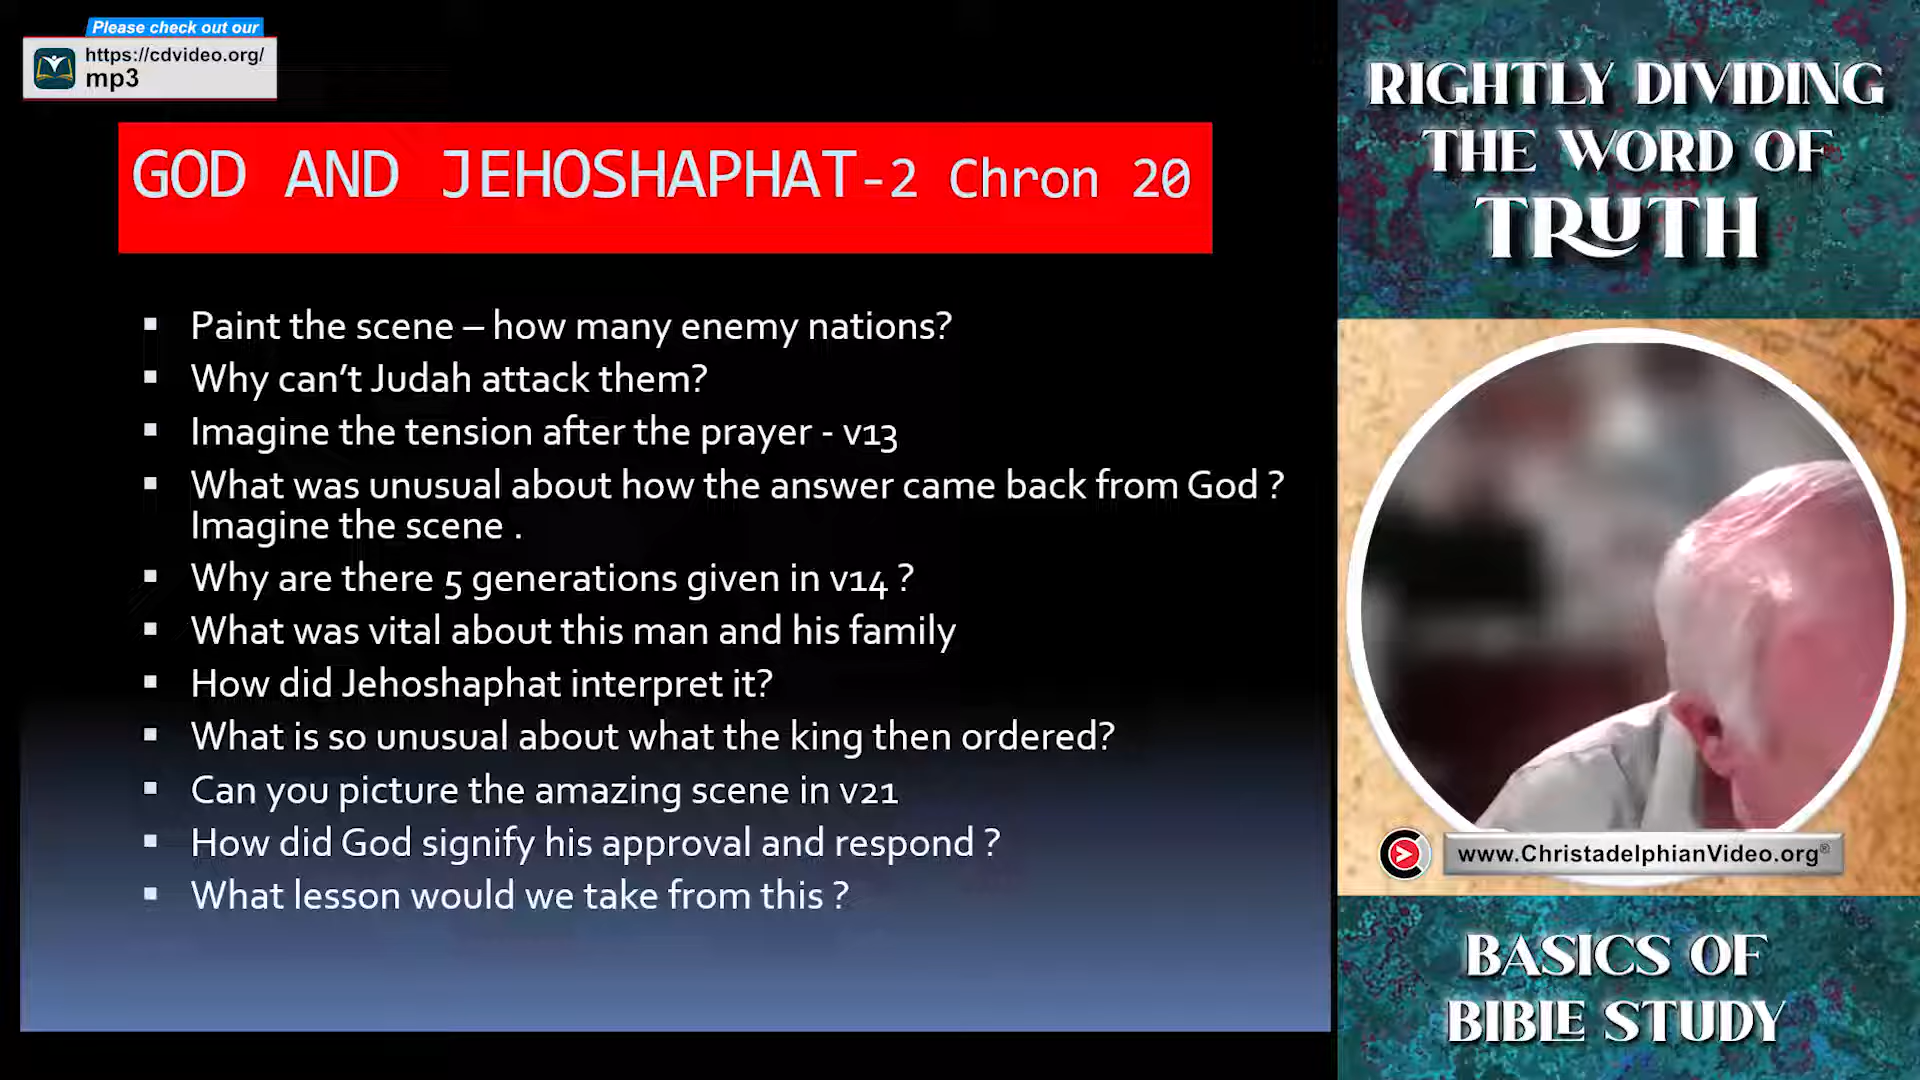 Please check out our
https://cdvideo.org/
mp3
GOD AND JEHOSHAPHAT-2 Chron 20
▪ Paint the scene – how many enemy nations?
▪ Why can’t Judah attack them?
▪ Imagine the tension after the prayer - v13
▪ What was unusual about how the answer came back from God ?
Imagine the scene .
▪ Why are there 5 generations given in v14 ?
▪ What was vital about this man and his family
▪ How did Jehoshaphat interpret it?
▪ What is so unusual about what the king then ordered?
▪ Can you picture the amazing scene in v21
▪ How did God signify his approval and respond ?
▪ What lesson would we take from this ?
RIGHTLY DIVIDING
THE WORD OF
TRUTH
www.ChristadelphianVideo.org®
BASICS OF
BIBLE STUDY